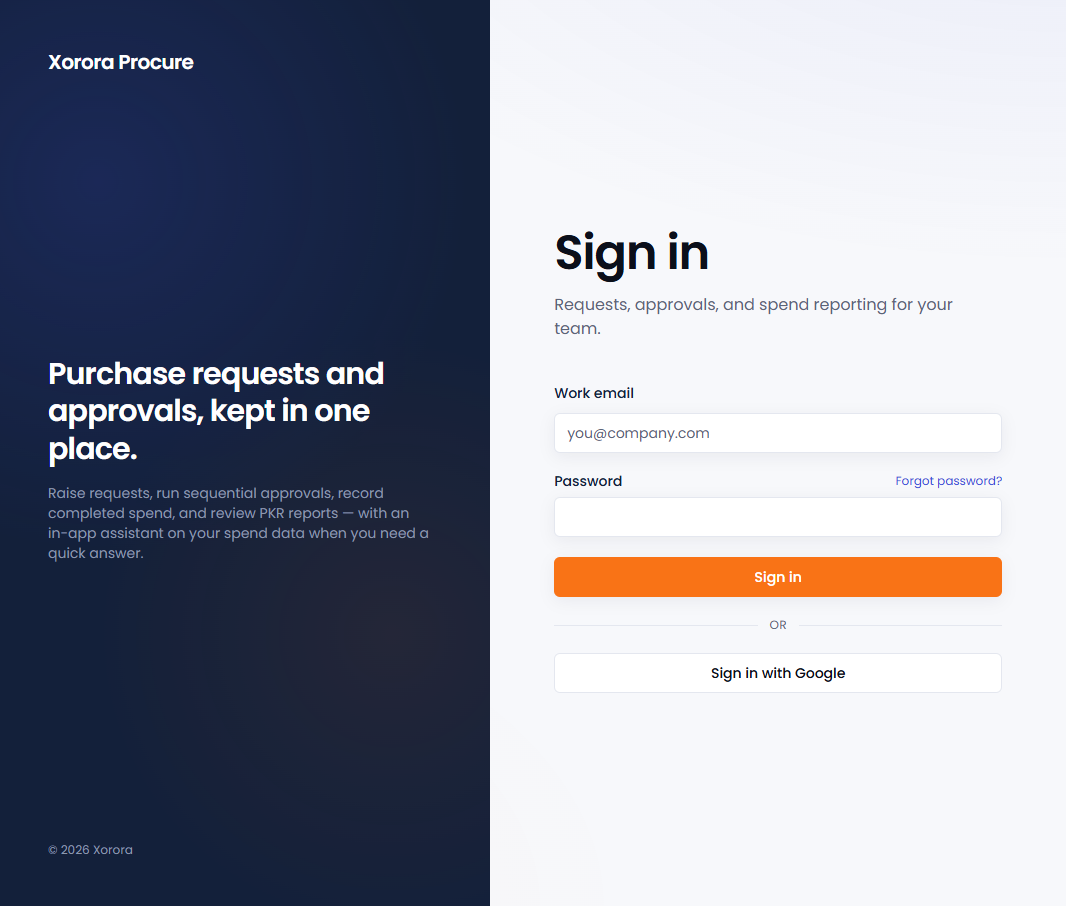 Xorora Procure
Purchase requests and
approvals, kept in one
place.
Raise requests, run sequential approvals, record
completed spend, and review PKR reports — with an
in-app assistant on your spend data when you need a
quick answer.
© 2026 Xorora
Sign in
Requests, approvals, and spend reporting for your
team.
Work email
you@company.com
Password
Forgot password?
Sign in
OR
Sign in with Google